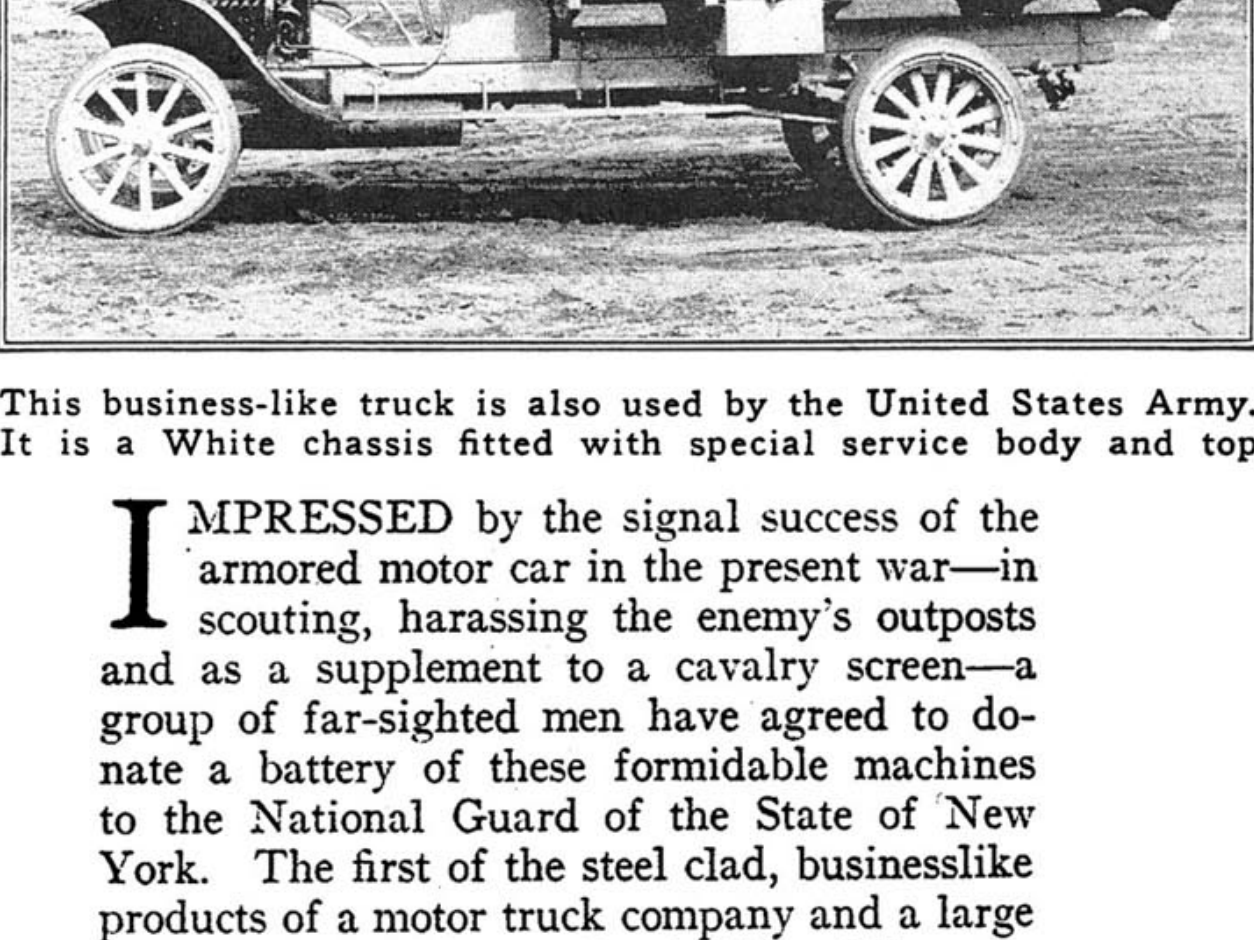 This business-like truck is also used by the United States Army.
It is a White chassis fitted with special service body and top
IMPRESSED by the signal success of the
armored motor car in the present war—in
scouting, harassing the enemy's outposts
and as a supplement to a cavalry screen—a
group of far-sighted men have agreed to do-
nate a battery of these formidable machines
to the National Guard of the State of New
York. The first of the steel clad, businesslike
products of a motor truck company and a large